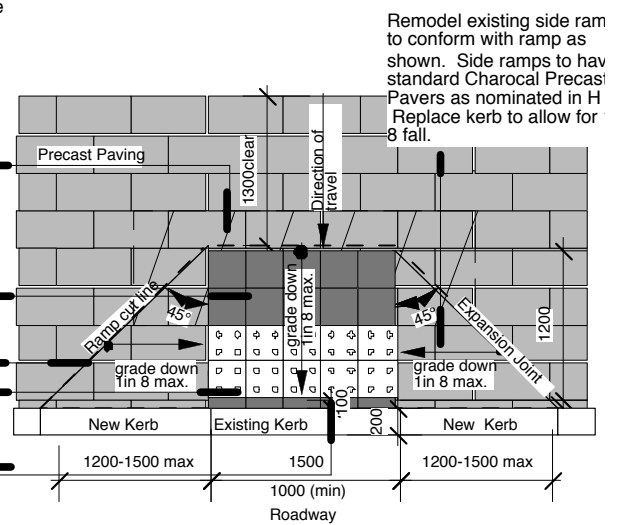 e
Remodel existing side ram
to conform with ramp as
shown. Side ramps to hav
standard Charocal Precast
Pavers as nominated in H
Replace kerb to allow for
8 fall.
Precast Paving
1300clear
Direction of
travel
Ramp cut line
45°
grade down
1in 8 max.
45°
Expansion Joint
1200
grade down
1in 8 max.
grade down
1in 8 max.
100
200
New Kerb
Existing Kerb
New Kerb
1200-1500 max
1500
1200-1500 max
1000 (min)
Roadway